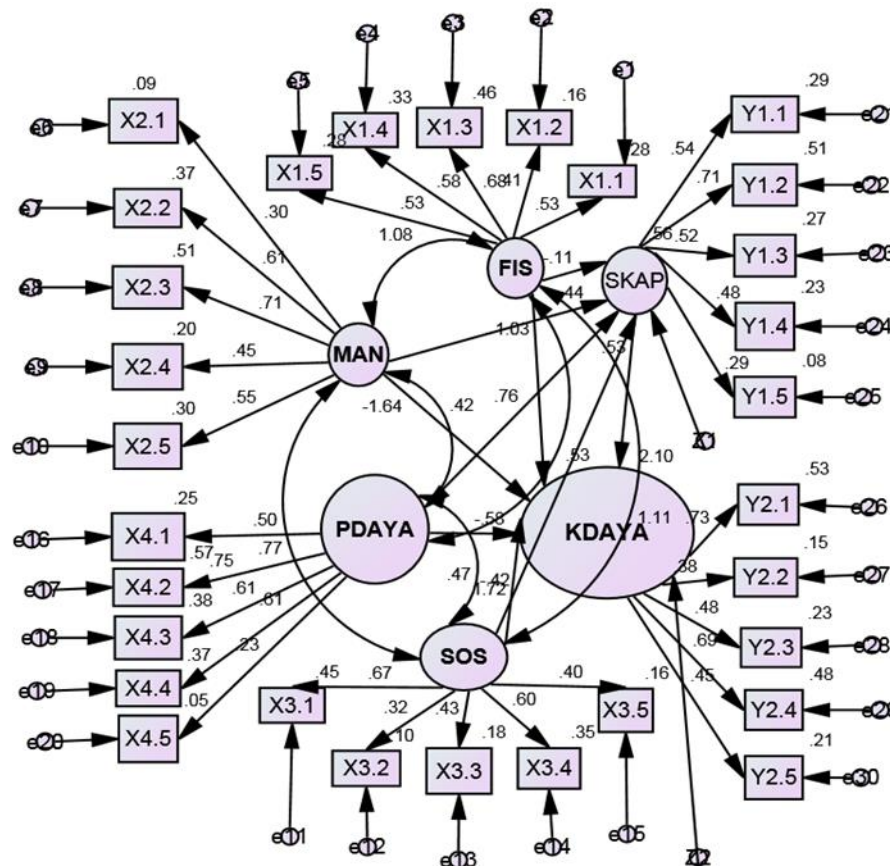 e5
e4
e3
e2
e1
.09
.33
.46
.16
.29
X2.1
X1.5
X1.4
X1.3
X1.2
X1.1
.28
.28
Y1.1
e6
.37
.30
.53
.58
.68
.41
.53
.54
.51
X2.2
Y1.2
e7
.61
1.08
.71
e22
.51
FIS
-.11
.56
.52
.27
X2.3
SKAP
Y1.3
e8
.71
.44
e23
.20
MAN
1.03
.53
.48
.23
X2.4
.45
Y1.4
e9
e24
.30
.55
.76
.29
.08
X2.5
-1.64
.42
Y1.5
e10
e25
Z1
.53
2.10
.53
.25
PDAYA
-.58
KDAYA
1.11
.73
Y2.1
X4.1
.50
e26
e16
.57
.75
.77
.38
.15
X4.2
.47
-.42
1.72
Y2.2
e17
e27
.38
.61
.61
.48
.23
X4.3
SOS
Y2.3
e18
e28
.37
.23
.69
.48
X4.4
.45
.67
.40
.16
.45
Y2.4
e19
.05
.32
.43
.60
.21
X4.5
X3.1
.10
.18
.35
X3.5
Y2.5
e20
X3.2
X3.3
X3.4
e30
e11
e12
e13
e14
e15
Z2